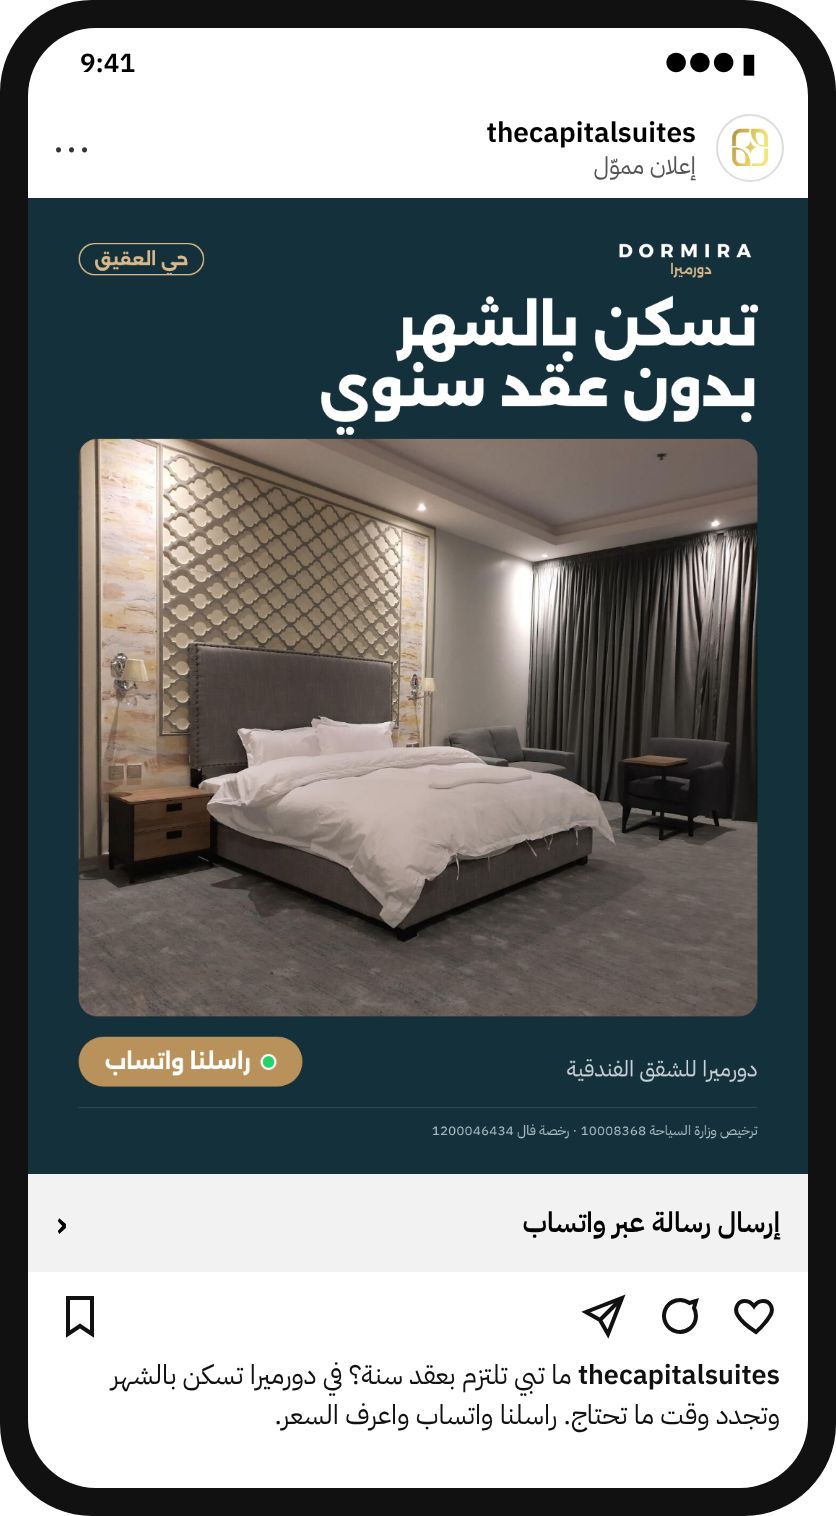 9:41
thecapitalsuites
إعلان مموّل
DORMIRA
دورميرا
حي العقيق
تسكن بالشهر
بدون عقد سنوي
دورميرا للشقق الفندقية
راسلنا واتساب
ترخيص وزارة السياحة 10008368 · رخصة فال 1200046434
إرسال رسالة عبر واتساب
thecapitalsuites ما تبي تلتزم بعقد سنة؟ في دورميرا تسكن بالشهر
وتجدد وقت ما تحتاج. راسلنا واتساب واعرف السعر.